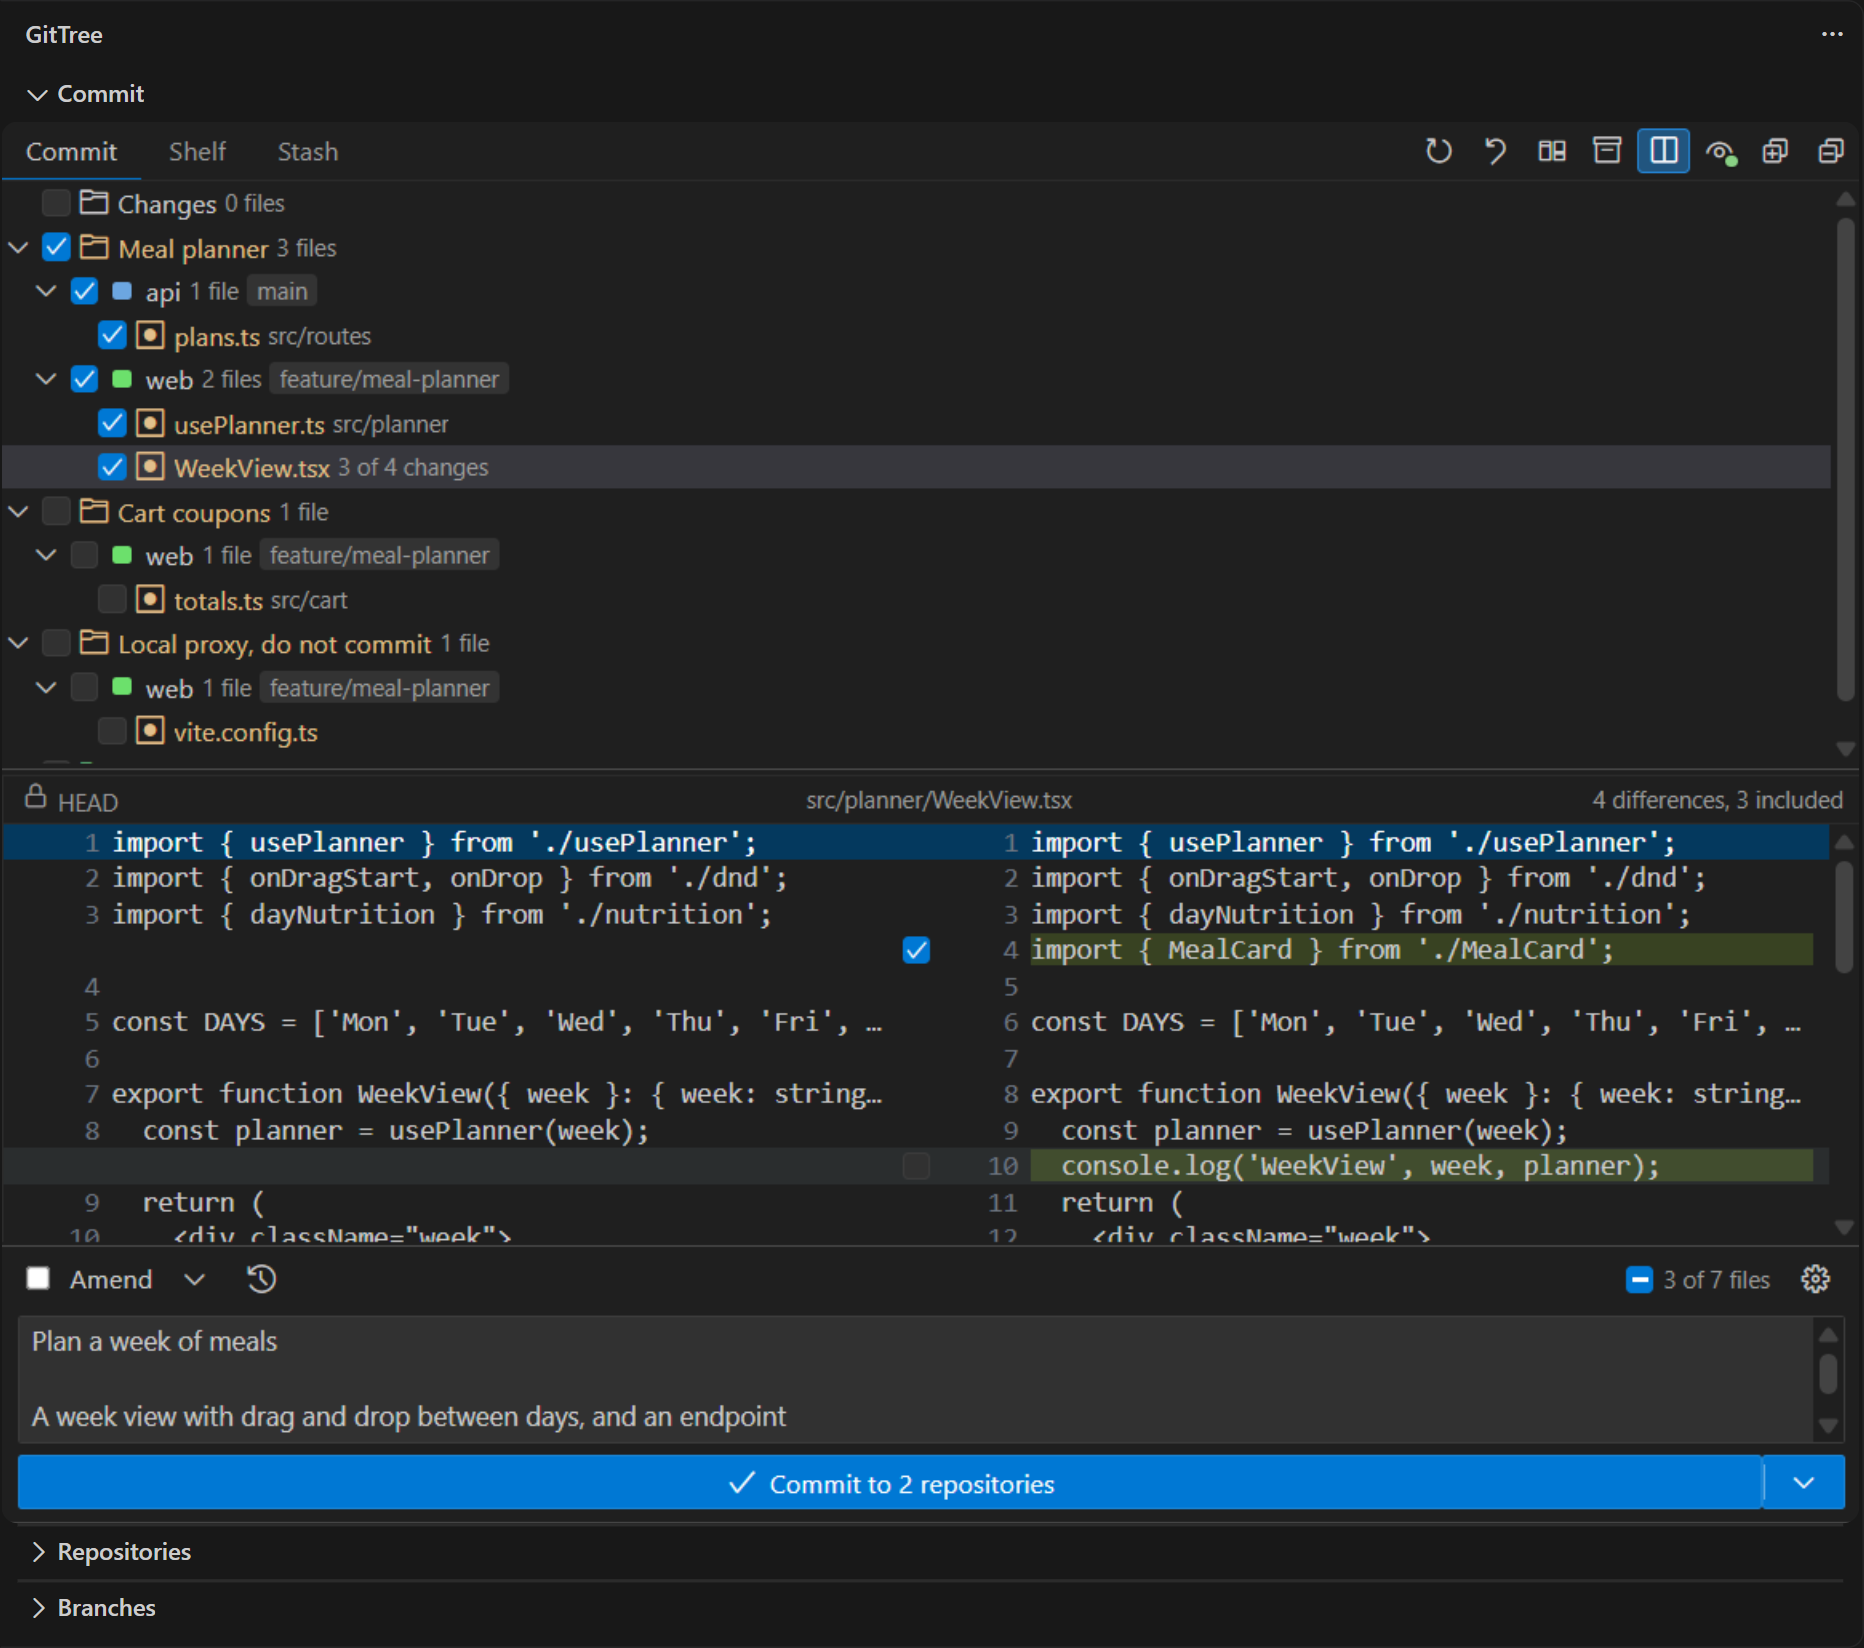 GitTree
Commit
Commit Shelf Stash
Changes 0 files
Meal planner 3 files
api 1 file main
plans.ts src/routes
web 2 files feature/meal-planner
usePlanner.ts src/planner
WeekView.tsx 3 of 4 changes
Cart coupons 1 file
web 1 file feature/meal-planner
totals.ts src/cart
Local proxy, do not commit 1 file
web 1 file feature/meal-planner
vite.config.ts
HEAD src/planner/WeekView.tsx 4 differences, 3 included
1 import { usePlanner } from './usePlanner'; 1 import { usePlanner } from './usePlanner';
2 import { onDragStart, onDrop } from './dnd'; 2 import { onDragStart, onDrop } from './dnd';
3 import { dayNutrition } from './nutrition'; 3 import { dayNutrition } from './nutrition';
4 import { MealCard } from './MealCard';
4 5
5 const DAYS = ['Mon', 'Tue', 'Wed', 'Thu', 'Fri', … 6 const DAYS = ['Mon', 'Tue', 'Wed', 'Thu', 'Fri', …
6 7
7 export function WeekView({ week }: { week: string… 8 export function WeekView({ week }: { week: string…
8 const planner = usePlanner(week); 9 const planner = usePlanner(week);
10 console.log('WeekView', week, planner);
9 return ( 11 return (
10 <div className="week"> 12 <div className="week">
Amend 3 of 7 files
Plan a week of meals
A week view with drag and drop between days, and an endpoint
Commit to 2 repositories
Repositories
Branches